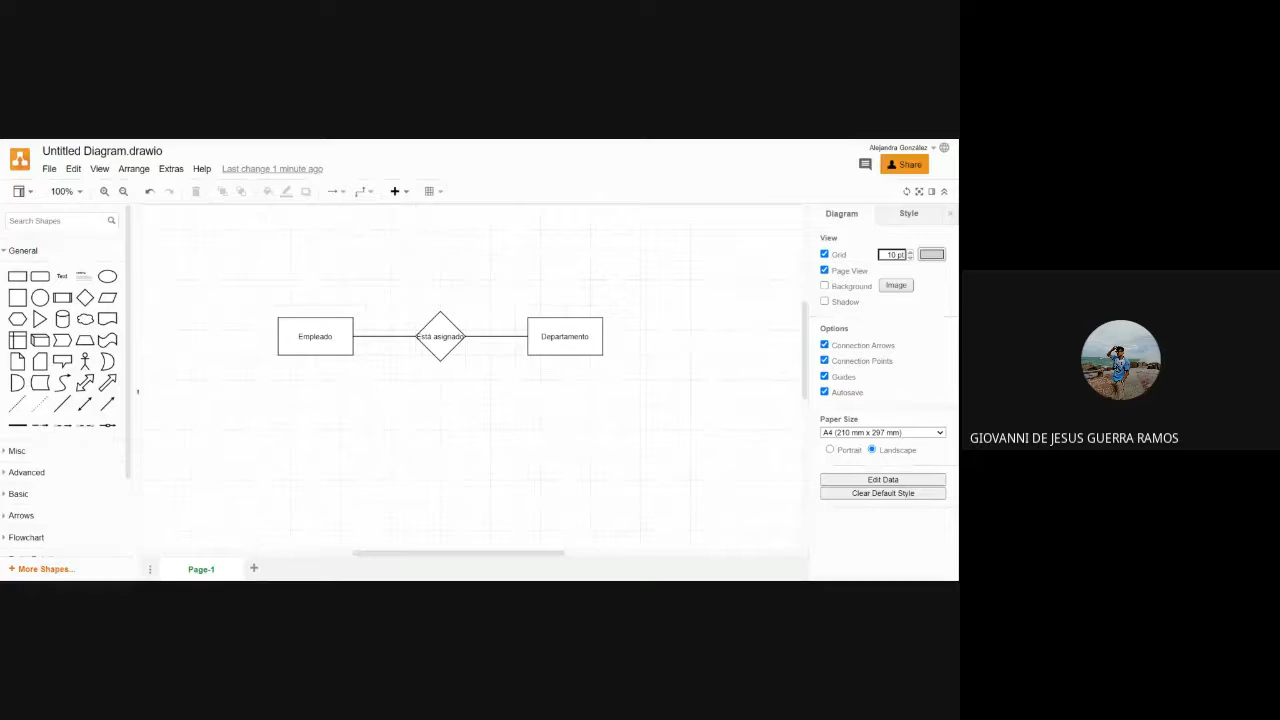 Untitled Diagram.drawio
File Edit View Arrange Extras Help Last change 1 minute ago
Alejandra González
Share
100%
Search Shapes
General
Text
Misc
Advanced
Basic
Arrows
Flowchart
+ More Shapes...
Empleado
Está asignado
Departamento
Page-1
Diagram Style
View
Grid 10 pt
Page View
Background Image
Shadow
Options
Connection Arrows
Connection Points
Guides
Autosave
Paper Size
A4 (210 mm x 297 mm)
Portrait Landscape
Edit Data
Clear Default Style
GIOVANNI DE JESUS GUERRA RAMOS